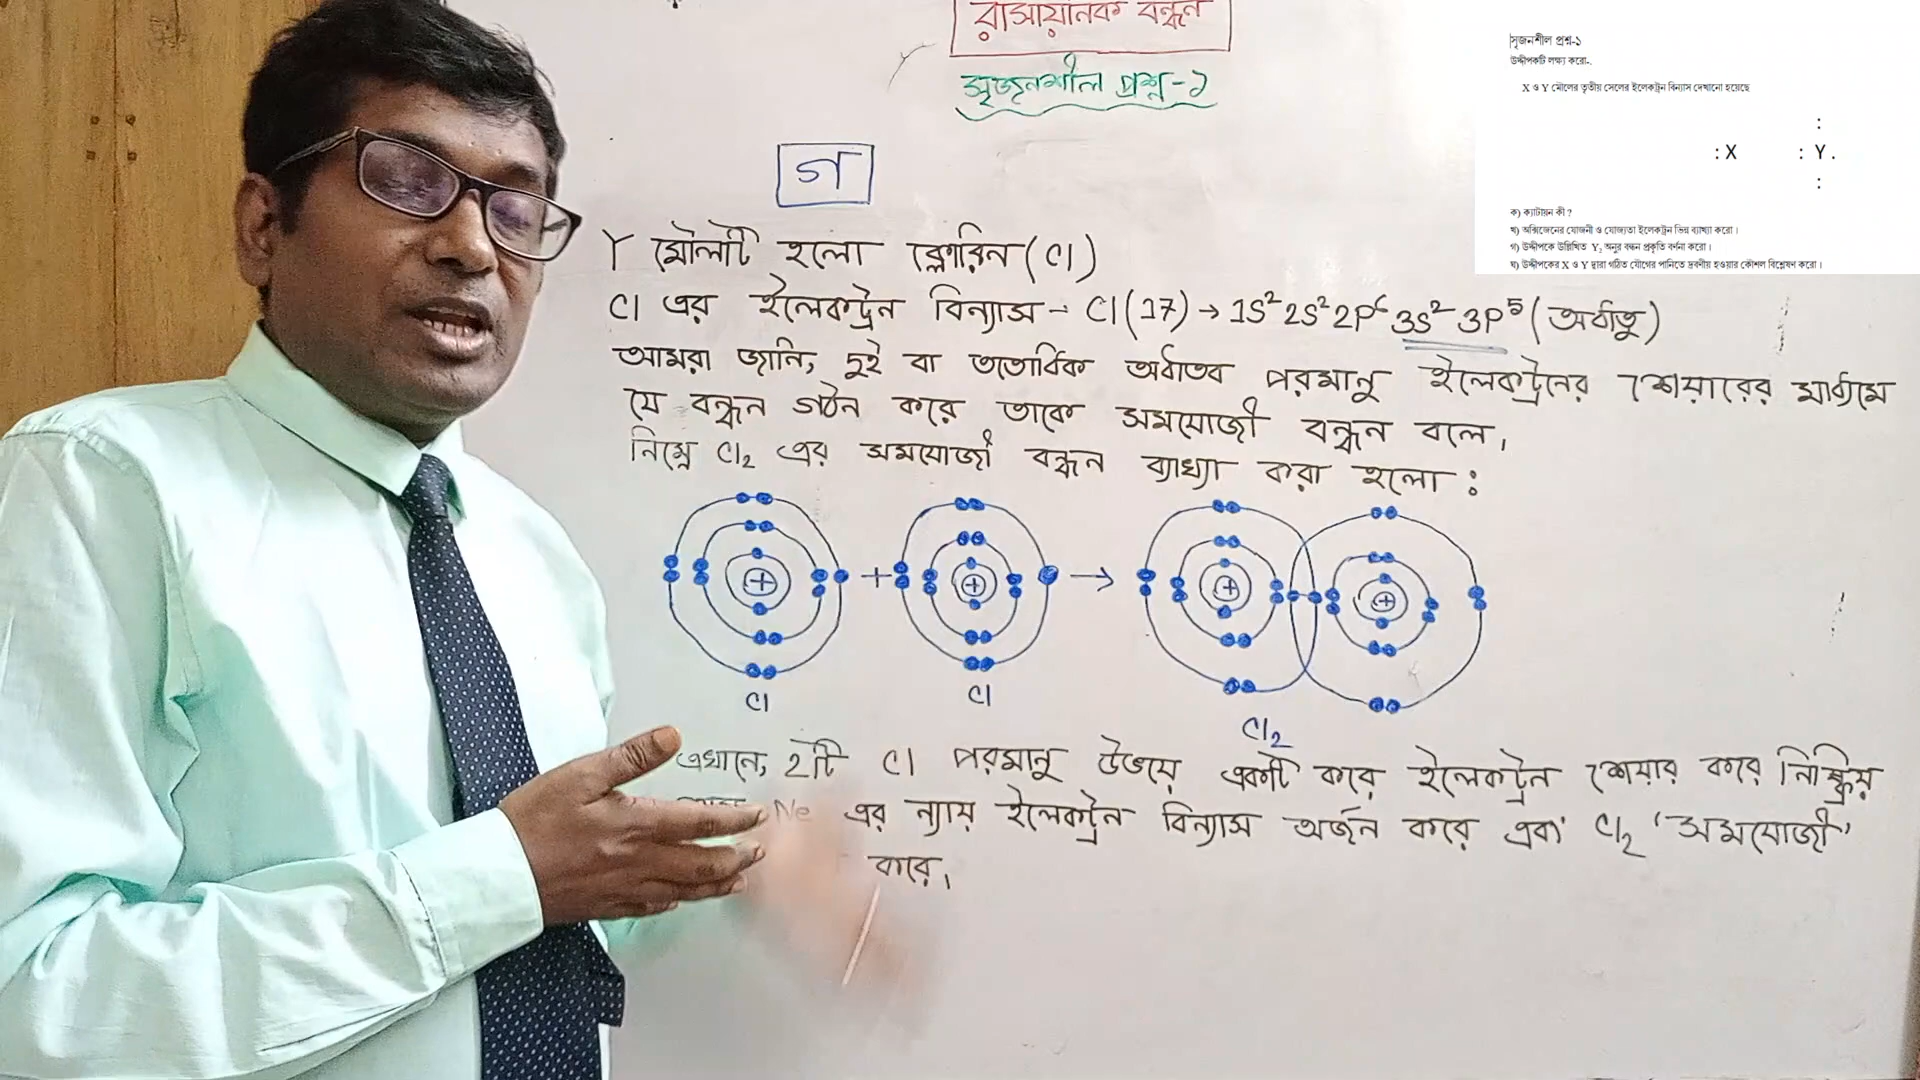 রাসায়নিক বন্ধন
সৃজনশীল প্রশ্ন-১
গ
Y মৌলটি হলো ক্লোরিন (Cl)
Cl এর ইলেকট্রন বিন্যাস - Cl (17) → 1S² 2S² 2P⁶ 3S² 3P⁵ (অধাতু)
আমরা জানি, দুই বা ততোধিক অধাতব পরমানু ইলেকট্রনের শেয়ারের মাধ্যমে
যে বন্ধন গঠন করে তাকে সমযোজী বন্ধন বলে।
নিম্নে Cl₂ এর সমযোজী বন্ধন ব্যাখ্যা করা হলো :
+ + + → + +
Cl Cl Cl₂
এখানে, 2টি Cl পরমানু উভয়ে একটি করে ইলেকট্রন শেয়ার করে নিষ্ক্রিয়
Ne এর ন্যায় ইলেকট্রন বিন্যাস অর্জন করে এবং Cl₂ 'সমযোজী'
করে।
সৃজনশীল প্রশ্ন-১
উদ্দীপকটি লক্ষ্য করো-.
X ও Y মৌলের তৃতীয় সেলের ইলেকট্রন বিন্যাস দেখানো হয়েছে
:
: X : Y .
:
ক) ক্যাটায়ন কী ?
খ) অক্সিজেনের যোজনী ও যোজ্যতা ইলেকট্রন ভিন্ন ব্যাখ্যা করো।
গ) উদ্দীপকে উল্লিখিত Y₂ অনুর বন্ধন প্রকৃতি বর্ণনা করো।
ঘ) উদ্দীপকের X ও Y দ্বারা গঠিত যৌগের পানিতে দ্রবণীয় হওয়ার কৌশল বিশ্লেষণ করো।